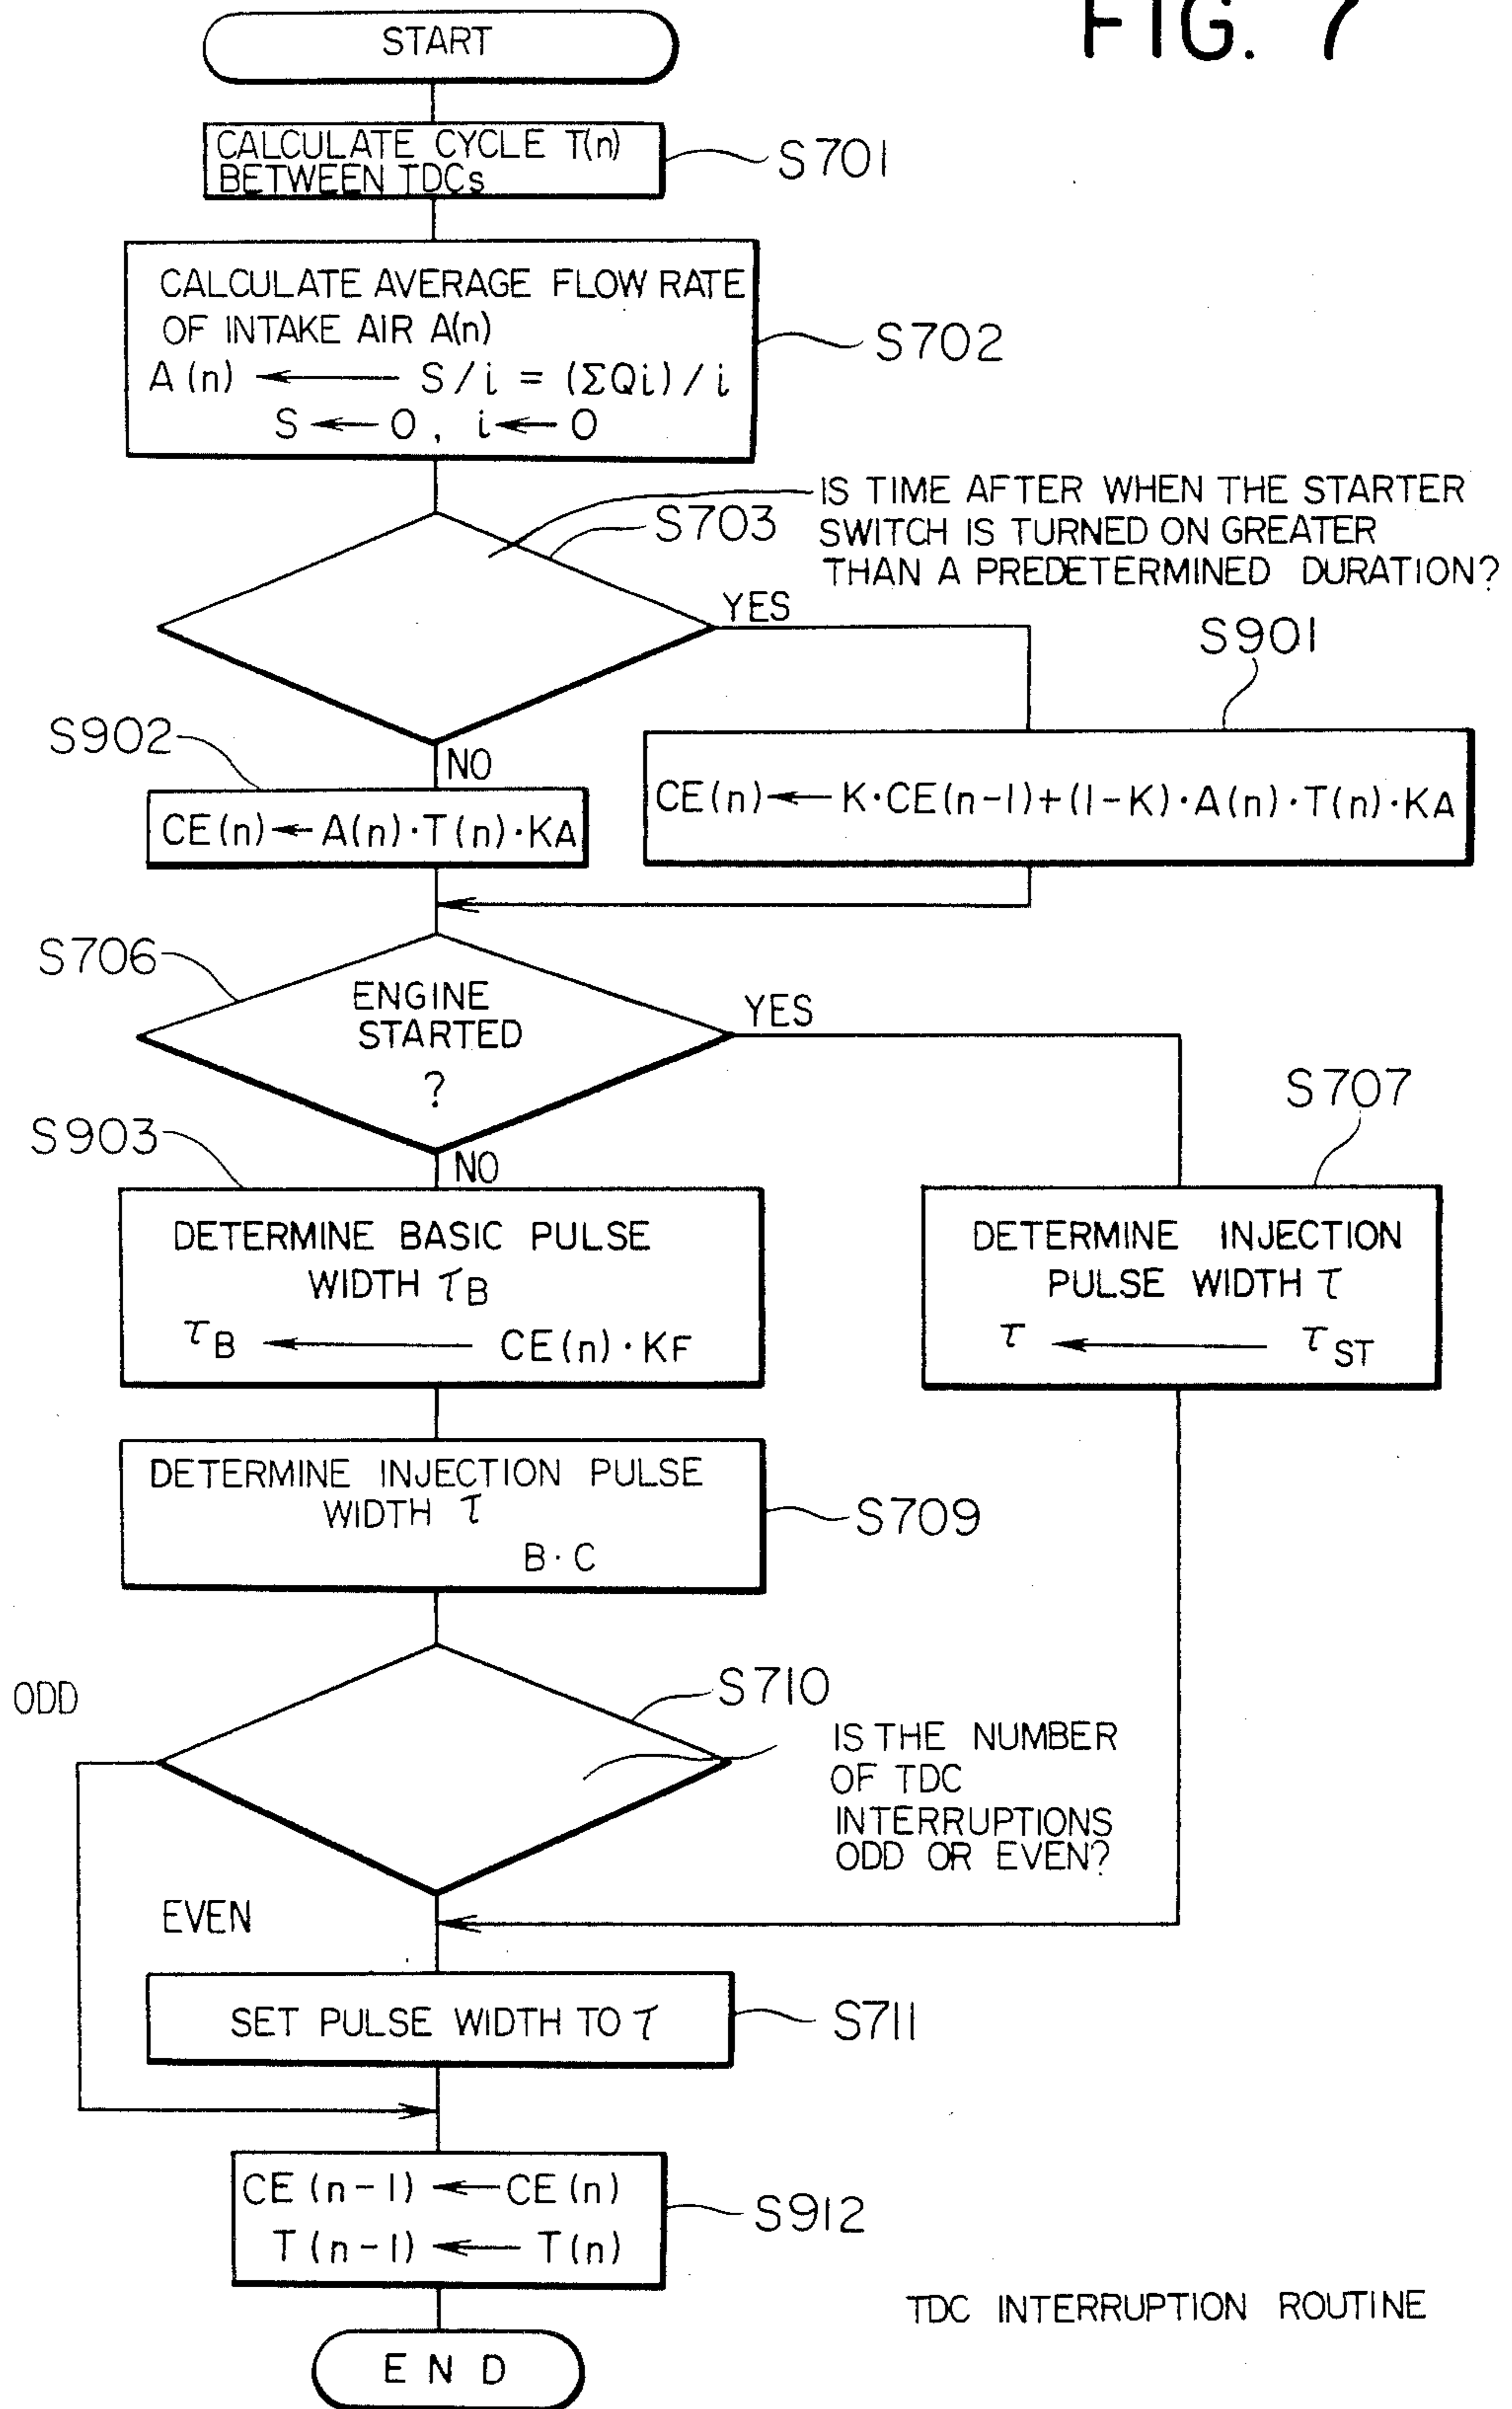 FIG. 7
START
CALCULATE CYCLE T(n)
BETWEEN TDCs
S701
CALCULATE AVERAGE FLOW RATE
OF INTAKE AIR A(n)
A(n) ← S/i = (ΣQi)/i
S ← O, i ← O
S702
IS TIME AFTER WHEN THE STARTER
SWITCH IS TURNED ON GREATER
THAN A PREDETERMINED DURATION?
S703
YES
S901
S902
NO
CE(n) ← A(n)·T(n)·KA
CE(n) ← K·CE(n-1)+(1-K)·A(n)·T(n)·KA
S706
ENGINE
STARTED
?
YES
S707
S903
NO
DETERMINE BASIC PULSE
WIDTH τB
τB ← CE(n)·KF
DETERMINE INJECTION
PULSE WIDTH τ
τ ← τST
DETERMINE INJECTION PULSE
WIDTH τ
B·C
S709
ODD
S710
IS THE NUMBER
OF TDC
INTERRUPTIONS
ODD OR EVEN?
EVEN
SET PULSE WIDTH TO τ
S711
CE(n-1) ← CE(n)
T(n-1) ← T(n)
S912
TDC INTERRUPTION ROUTINE
END